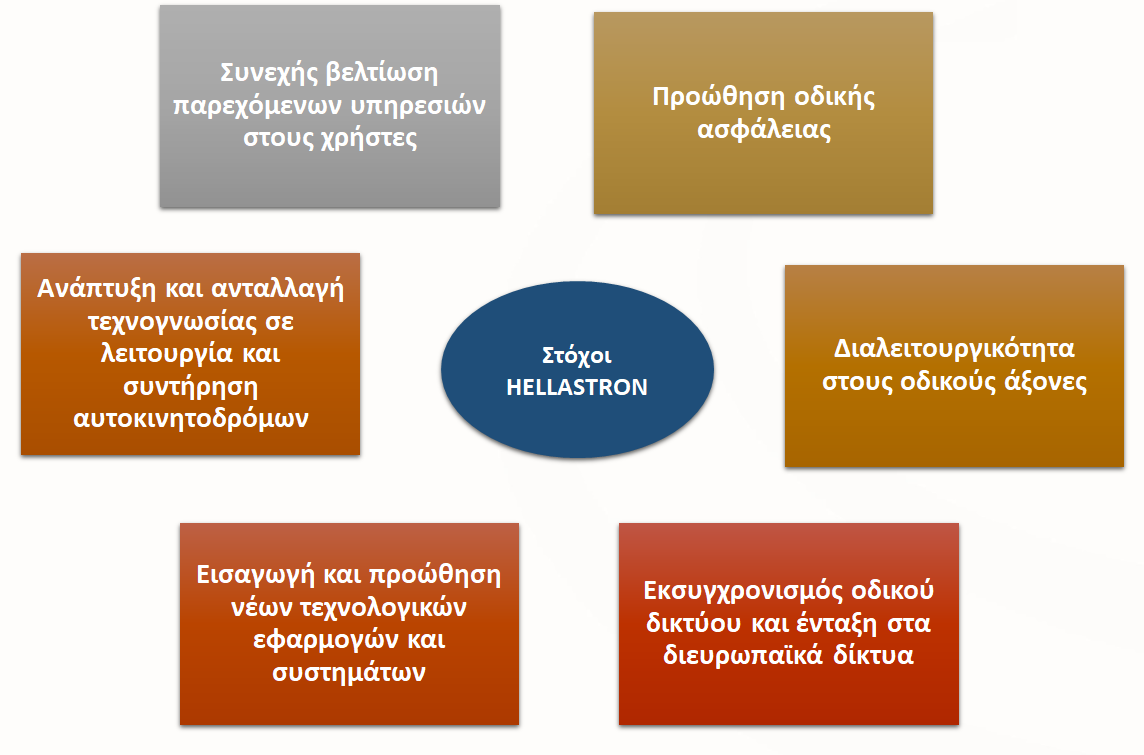 Συνεχής βελτίωση
παρεχόμενων υπηρεσιών
στους χρήστες
Προώθηση οδικής
ασφάλειας
Ανάπτυξη και ανταλλαγή
τεχνογνωσίας σε
λειτουργία και
συντήρηση
αυτοκινητοδρόμων
Στόχοι
HELLASTRON
Διαλειτουργικότητα
στους οδικούς άξονες
Εισαγωγή και προώθηση
νέων τεχνολογικών
εφαρμογών και
συστημάτων
Εκσυγχρονισμός οδικού
δικτύου και ένταξη στα
διευρωπαϊκά δίκτυα